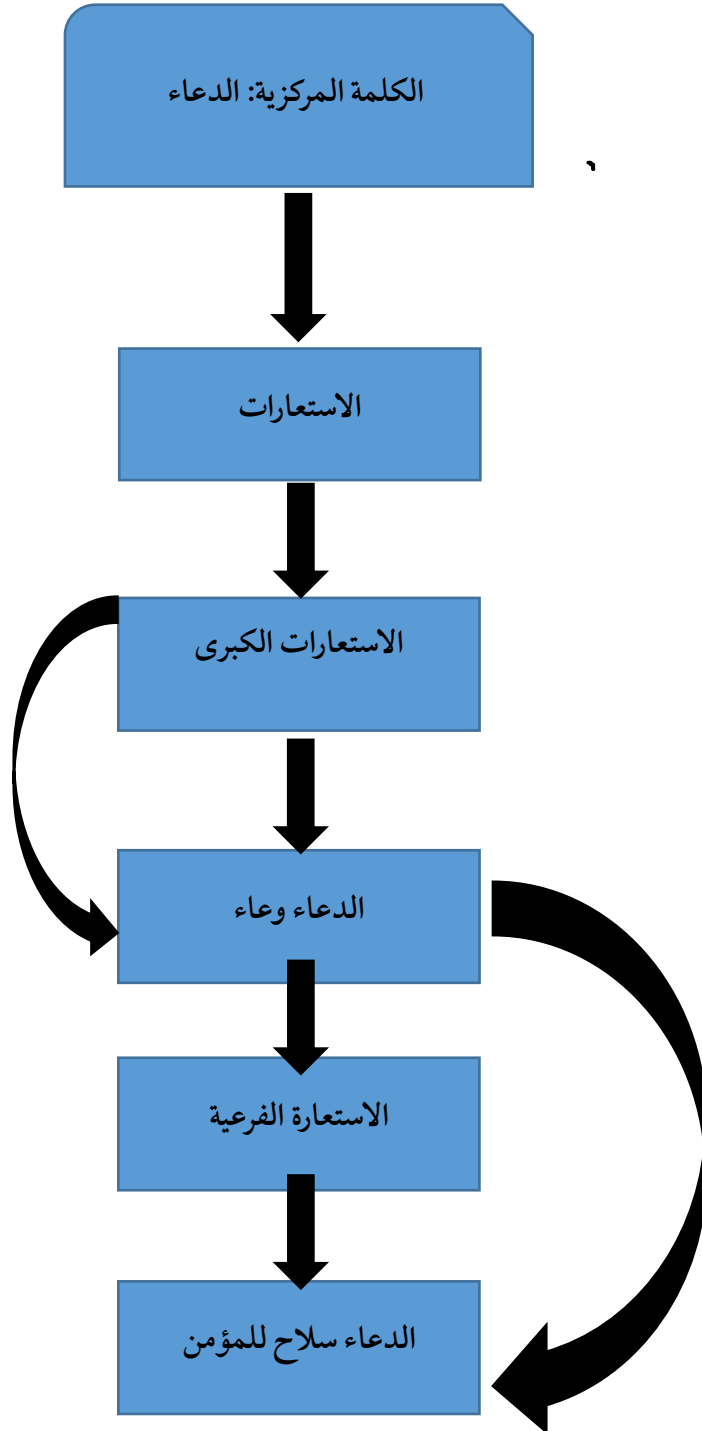 الكلمة المركزية: الدعاء
الاستعارات
الاستعارات الكبرى
الدعاء وعاء
الاستعارة الفرعية
الدعاء سلاح للمؤمن